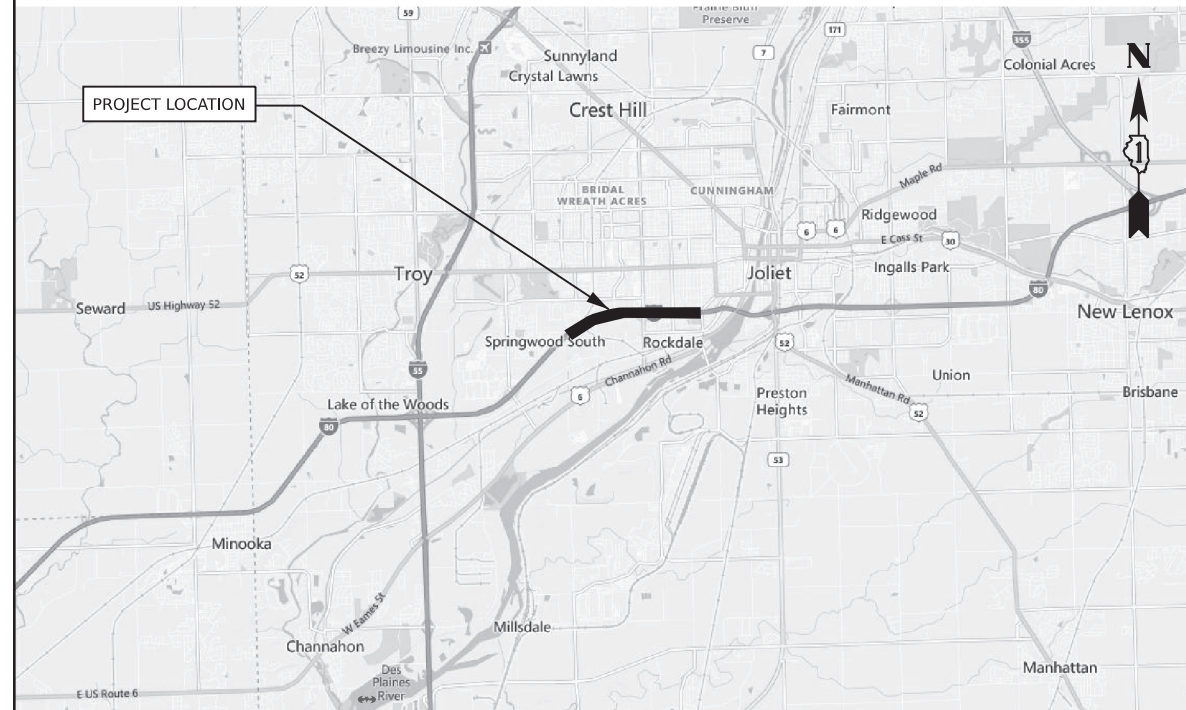 Prairie Bluff
Preserve
59
171
355
Breezy Limousine Inc.
Sunnyland
7
Colonial Acres
N
Crystal Lawns
PROJECT LOCATION
Crest Hill
Fairmont
1
Maple Rd
BRIDAL
WREATH ACRES
CUNNINGHAM
Ridgewood
6
6
E Cass St
30
52
Troy
Joliet
Ingalls Park
80
Seward
US Highway 52
New Lenox
Springwood South
Rockdale
52
55
Channahon Rd
Union
Manhattan Rd
6
Preston
Heights
Brisbane
Lake of the Woods
52
80
53
Minooka
W Eames St
Millsdale
Channahon
Des
Plaines
River
Manhattan
E US Route 6